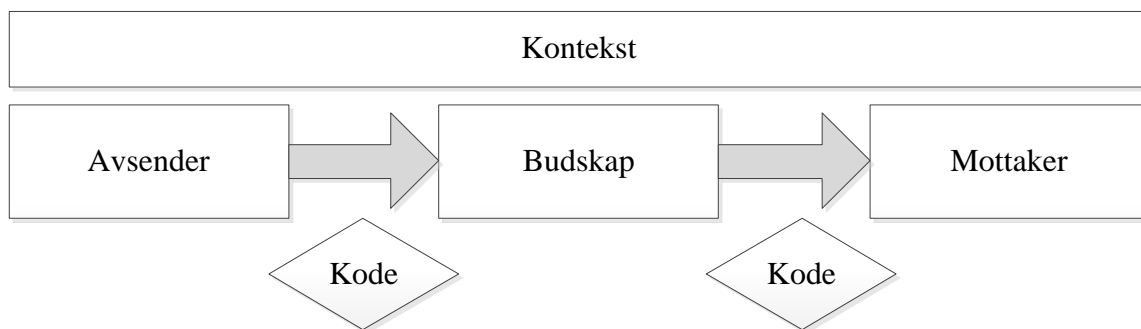 Kontekst
Avsender
Budskap
Mottaker
Kode
Kode